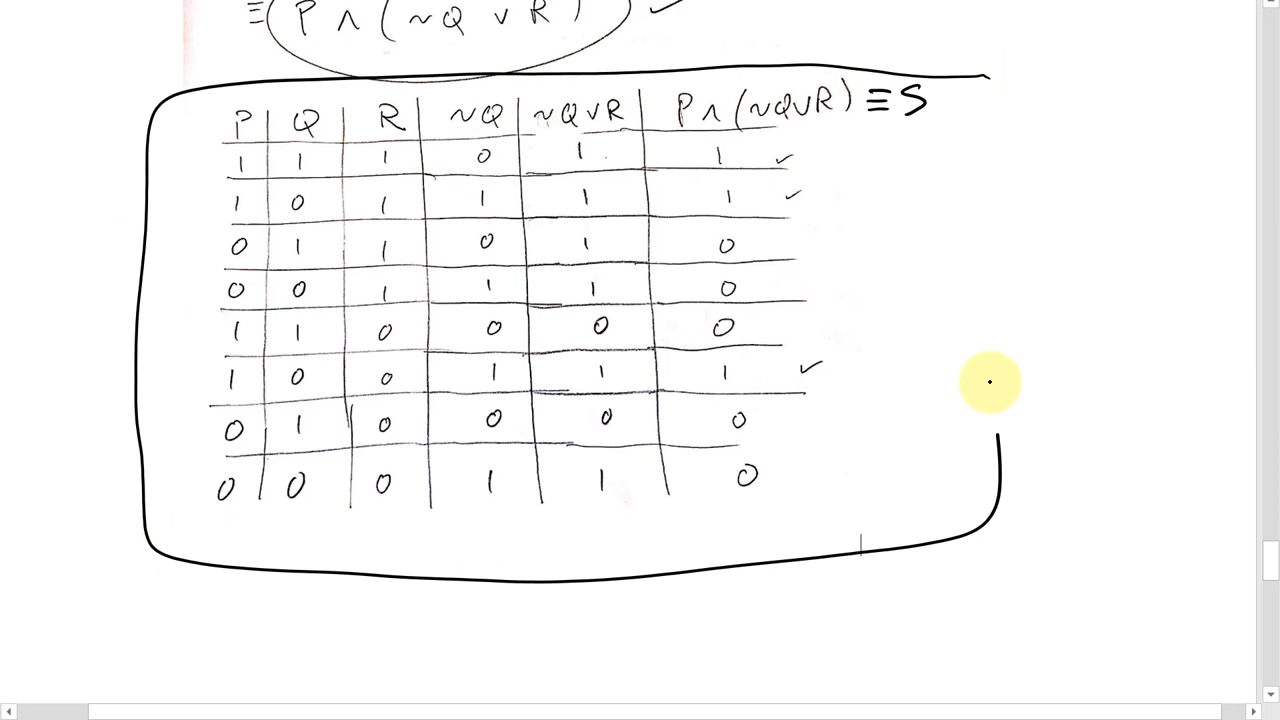 ≡ (P ∧ (~Q ∨ R) ✓
P | Q | R | ~Q | ~Q∨R | P∧(~Q∨R) ≡ S
1 | 1 | 1 | 0 | 1 | 1 ✓
1 | 0 | 1 | 1 | 1 | 1 ✓
0 | 1 | 1 | 0 | 1 | 0
0 | 0 | 1 | 1 | 1 | 0
1 | 1 | 0 | 0 | 0 | 0
1 | 0 | 0 | 1 | 1 | 1 ✓
0 | 1 | 0 | 0 | 0 | 0
0 | 0 | 0 | 1 | 1 | 0